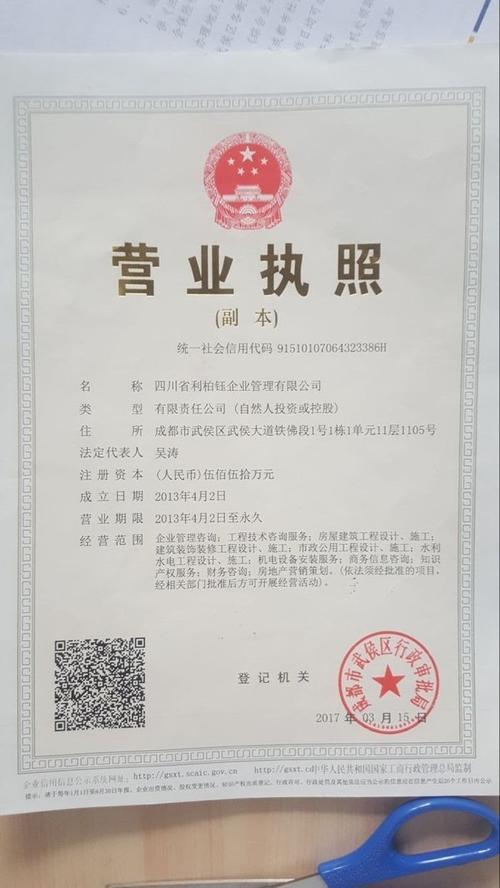 营业执照
(副 本)
统一社会信用代码 91510107064323386H
名 称 四川省利柏钰企业管理有限公司
类 型 有限责任公司(自然人投资或控股)
住 所 成都市武侯区武侯大道铁佛段1号1栋1单元11层1105号
法定代表人 吴涛
注册资本 (人民币)伍佰伍拾万元
成立日期 2013年4月2日
营业期限 2013年4月2日至永久
经营范围 企业管理咨询；工程技术咨询服务；房屋建筑工程设计、施工；
建筑装饰装修工程设计、施工；市政公用工程设计、施工；水利
水电工程设计、施工；机电设备安装服务；商务信息咨询；知识
产权服务；财务咨询；房地产营销策划。(依法须经批准的项目，
经相关部门批准后方可开展经营活动)。
成都市武侯区行政审批局
登记机关
2017 年 03 月 15 日
企业信用信息公示系统网址：http://gsxt.scaic.gov.cn http://gsxt.cd
中华人民共和国国家工商行政管理总局监制